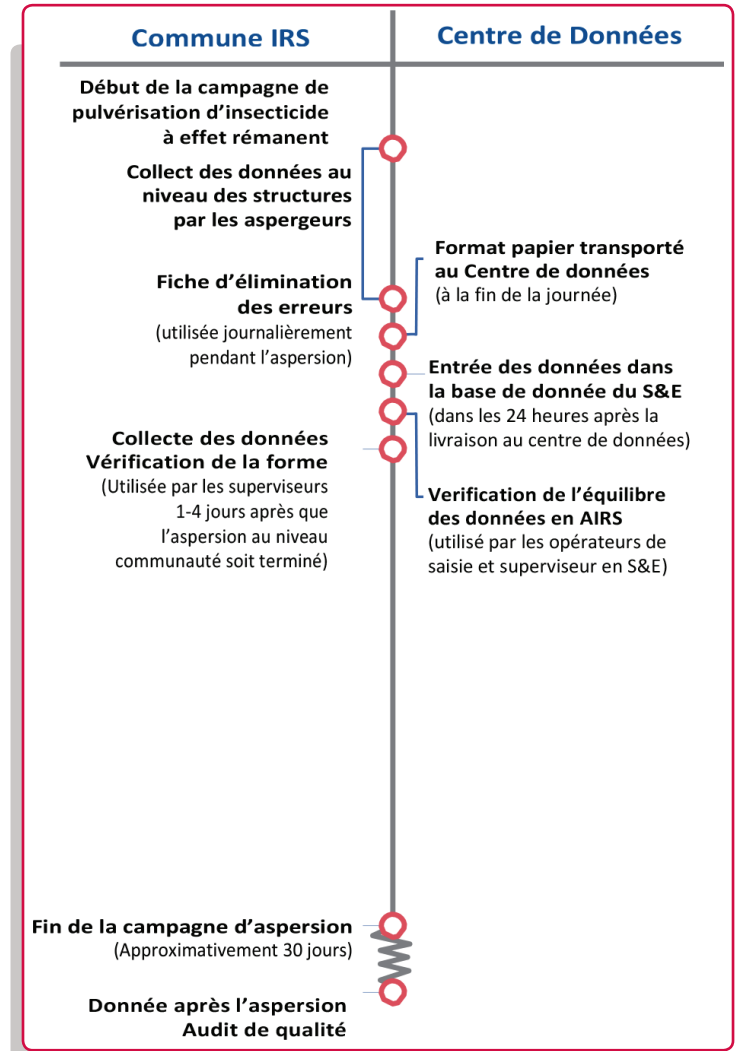 Commune IRS
Centre de Données
Début de la campagne de
pulvérisation d’insecticide
à effet rémanent
Collect des données au
niveau des structures
par les aspergeurs
Format papier transporté
au Centre de données
(à la fin de la journée)
Fiche d’élimination
des erreurs
(utilisée journalièrement
pendant l’aspersion)
Entrée des données dans
la base de donnée du S&E
(dans les 24 heures après la
livraison au centre de données)
Collecte des données
Vérification de la forme
(Utilisée par les superviseurs
1-4 jours après que
l’aspersion au niveau
communauté soit terminé)
Verification de l’équilibre
des données en AIRS
(utilisé par les opérateurs de
saisie et superviseur en S&E)
Fin de la campagne d’aspersion
(Approximativement 30 jours)
Donnée après l’aspersion
Audit de qualité